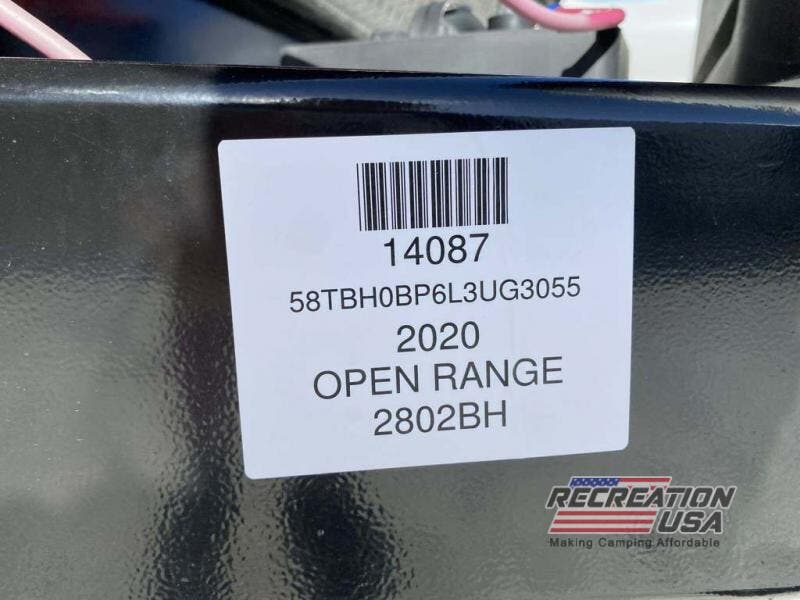 14087
58TBH0BP6L3UG3055
2020
OPEN RANGE
2802BH
RECREATION
USA
Making Camping Affordable